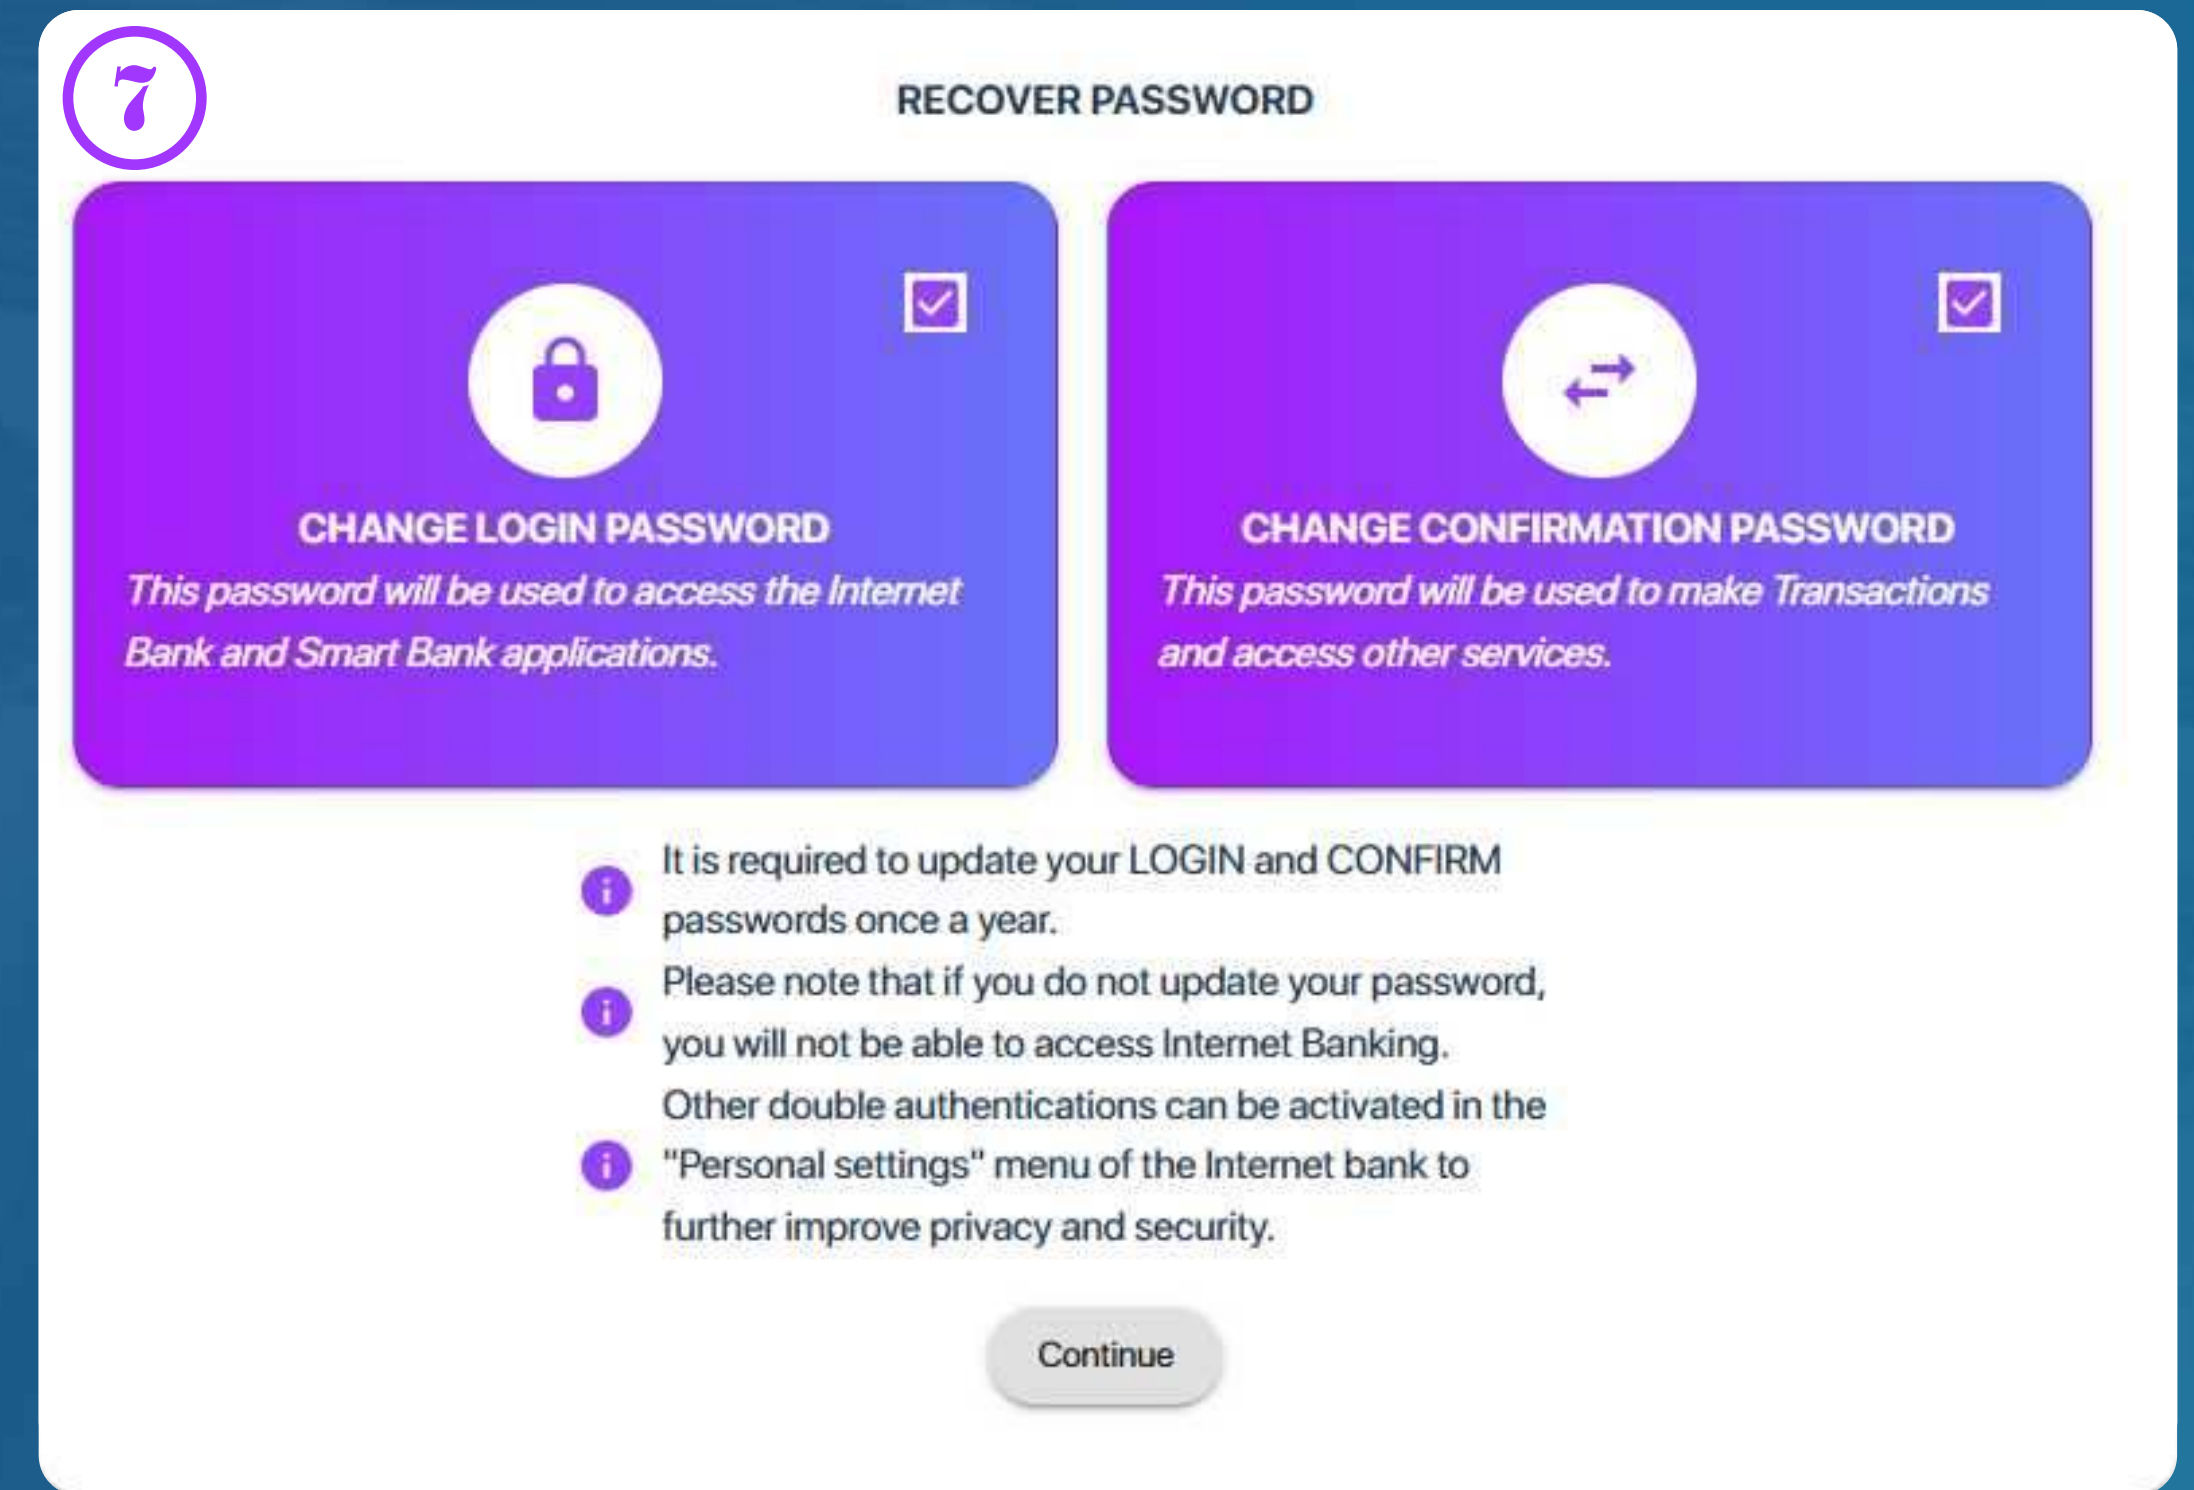 7
RECOVER PASSWORD
CHANGE LOGIN PASSWORD
This password will be used to access the Internet
Bank and Smart Bank applications.
CHANGE CONFIRMATION PASSWORD
This password will be used to make Transactions
and access other services.
It is required to update your LOGIN and CONFIRM
passwords once a year.
Please note that if you do not update your password,
you will not be able to access Internet Banking.
Other double authentications can be activated in the
"Personal settings" menu of the Internet bank to
further improve privacy and security.
Continue